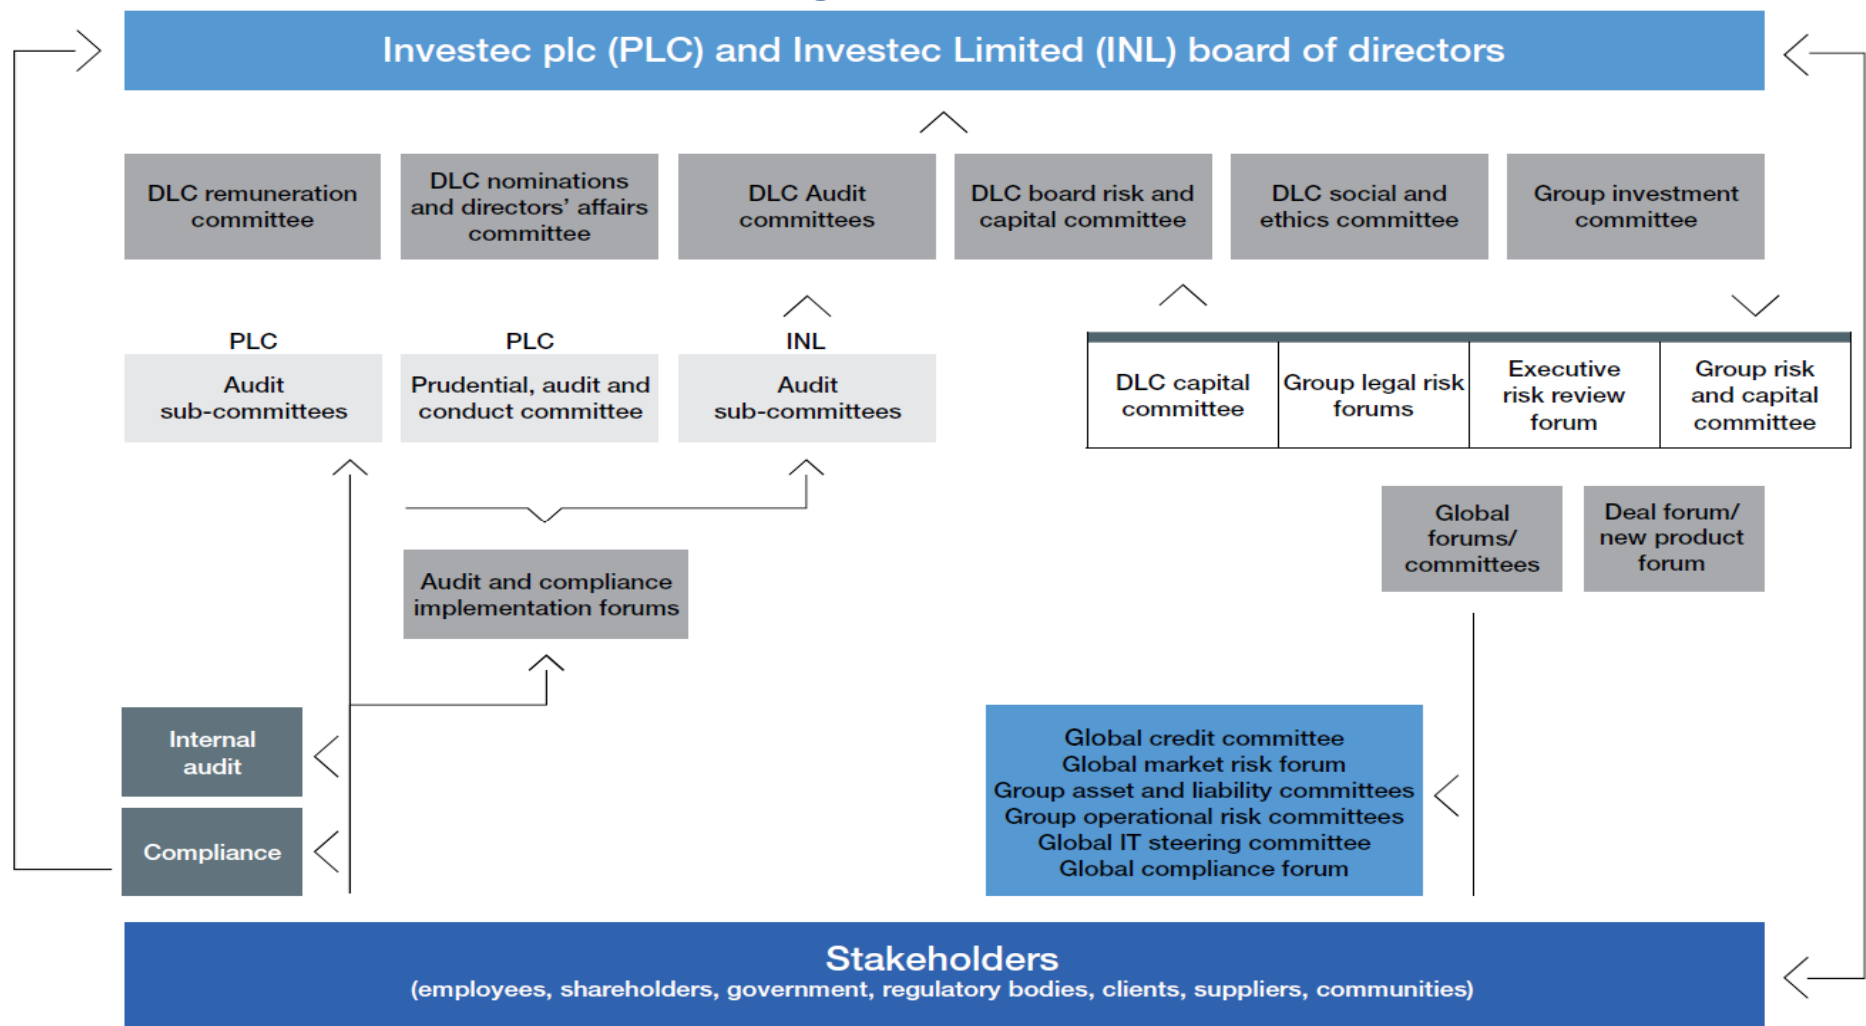 Investec plc (PLC) and Investec Limited (INL) board of directors
DLC remuneration
committee
DLC nominations
and directors’ affairs
committee
DLC Audit
committees
DLC board risk and
capital committee
DLC social and
ethics committee
Group investment
committee
PLC
Audit
sub-committees
PLC
Prudential, audit and
conduct committee
INL
Audit
sub-committees
DLC capital
committee
Group legal risk
forums
Executive
risk review
forum
Group risk
and capital
committee
Global
forums/
committees
Deal forum/
new product
forum
Audit and compliance
implementation forums
Internal
audit
Compliance
Global credit committee
Global market risk forum
Group asset and liability committees
Group operational risk committees
Global IT steering committee
Global compliance forum
Stakeholders
(employees, shareholders, government, regulatory bodies, clients, suppliers, communities)